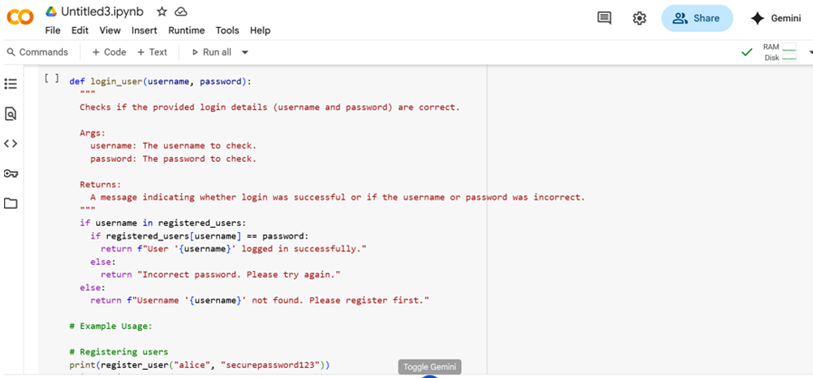 CO Untitled3.ipynb
File Edit View Insert Runtime Tools Help
Share
Gemini
Commands + Code + Text Run all
RAM
Disk
[ ] def login_user(username, password):
"""
Checks if the provided login details (username and password) are correct.
Args:
username: The username to check.
password: The password to check.
Returns:
A message indicating whether login was successful or if the username or password was incorrect.
"""
if username in registered_users:
if registered_users[username] == password:
return f"User '{username}' logged in successfully."
else:
return "Incorrect password. Please try again."
else:
return f"Username '{username}' not found. Please register first."
# Example Usage:
# Registering users
print(register_user("alice", "securepassword123"))
Toggle Gemini